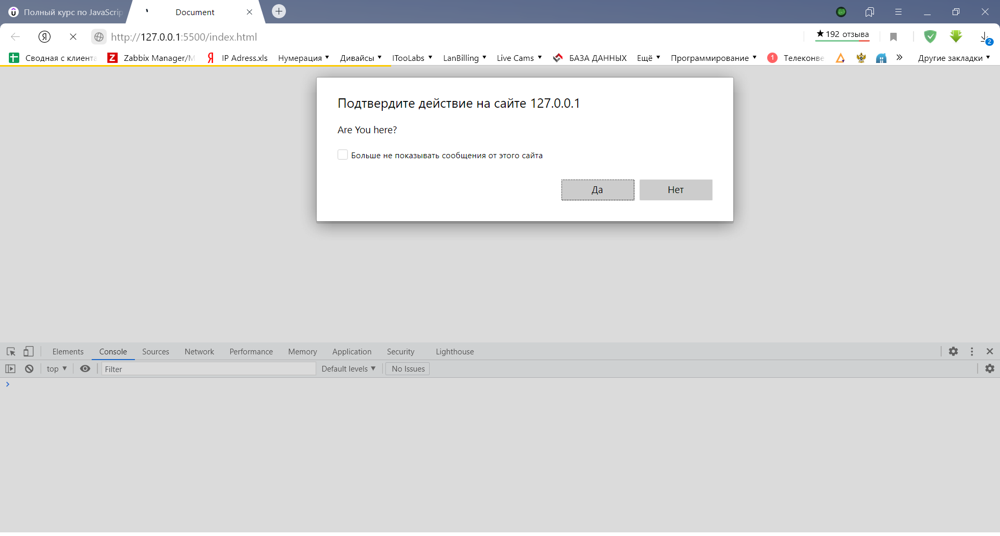 Полный курс по JavaScrip
Document
http://127.0.0.1:5500/index.html
★192 отзыва
2
Сводная с клиента
Z
Zabbix Manager/M
Я
IP Adress.xls
Нумерация
Дивайсы
ITooLabs
LanBilling
Live Cams
БАЗА ДАННЫХ
Ещё
Программирование
1
Телеконве
Другие закладки
Подтвердите действие на сайте 127.0.0.1
Are You here?
Больше не показывать сообщения от этого сайта
Да
Нет
Elements
Console
Sources
Network
Performance
Memory
Application
Security
Lighthouse
top
Filter
Default levels
No Issues